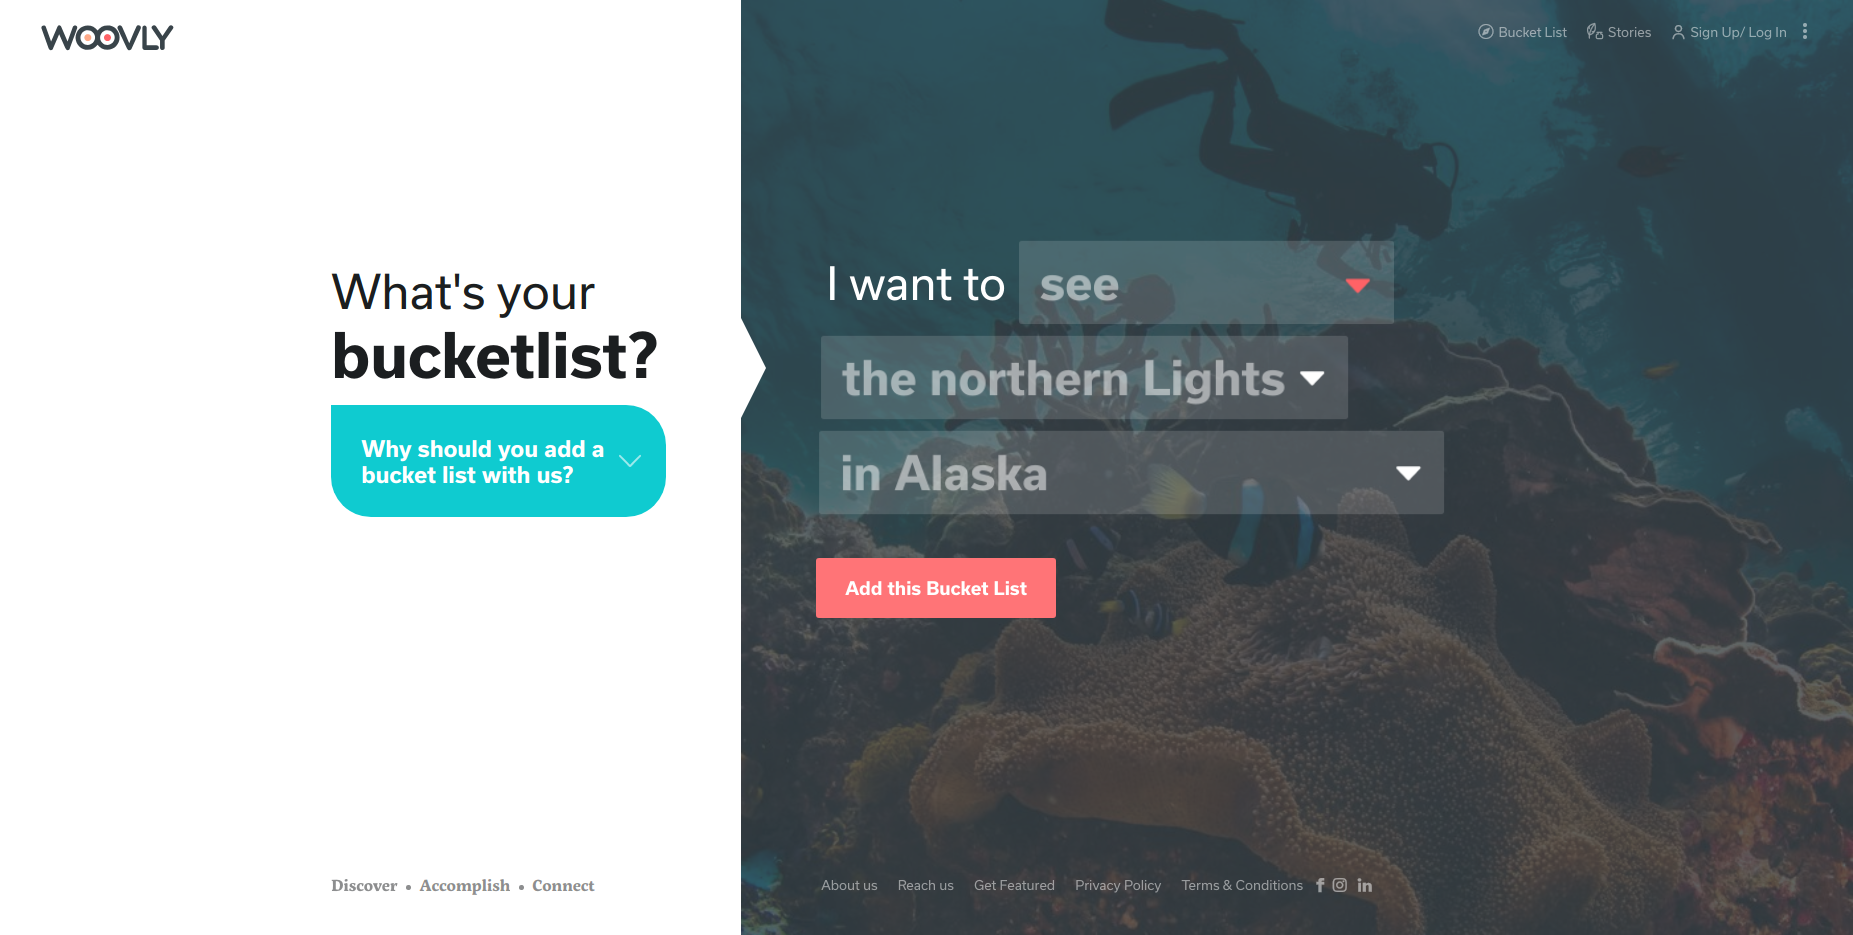 WOOVLY
Bucket List
Stories
Sign Up/ Log In
What's your
bucketlist?
Why should you add a
bucket list with us?
I want to see
the northern Lights
in Alaska
Add this Bucket List
Discover • Accomplish • Connect
About us Reach us Get Featured Privacy Policy Terms & Conditions